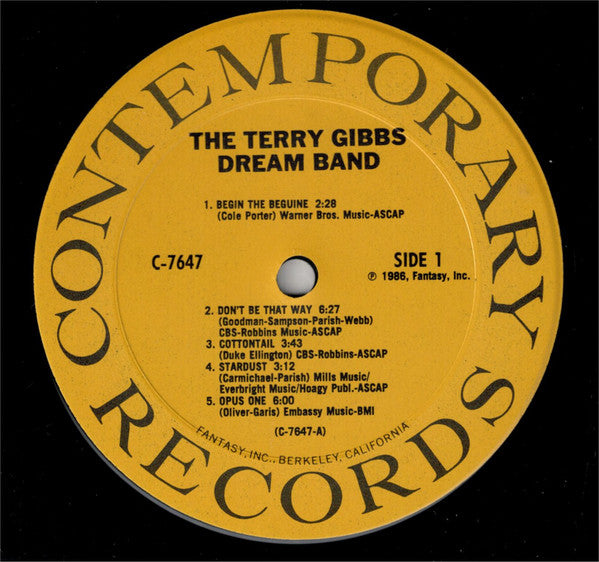 CONTEMPORARY RECORDS
THE TERRY GIBBS
DREAM BAND
1. BEGIN THE BEGUINE 2:28
(Cole Porter) Warner Bros. Music-ASCAP
C-7647
SIDE 1
℗ 1986, Fantasy, Inc.
2. DON'T BE THAT WAY 6:27
(Goodman-Sampson-Parish-Webb)
CBS-Robbins Music-ASCAP
3. COTTONTAIL 3:43
(Duke Ellington) CBS-Robbins-ASCAP
4. STARDUST 3:12
(Carmichael-Parish) Mills Music/
Everbright Music/Hoagy Publ.-ASCAP
5. OPUS ONE 6:00
(Oliver-Garis) Embassy Music-BMI
(C-7647-A)
FANTASY, INC., BERKELEY, CALIFORNIA